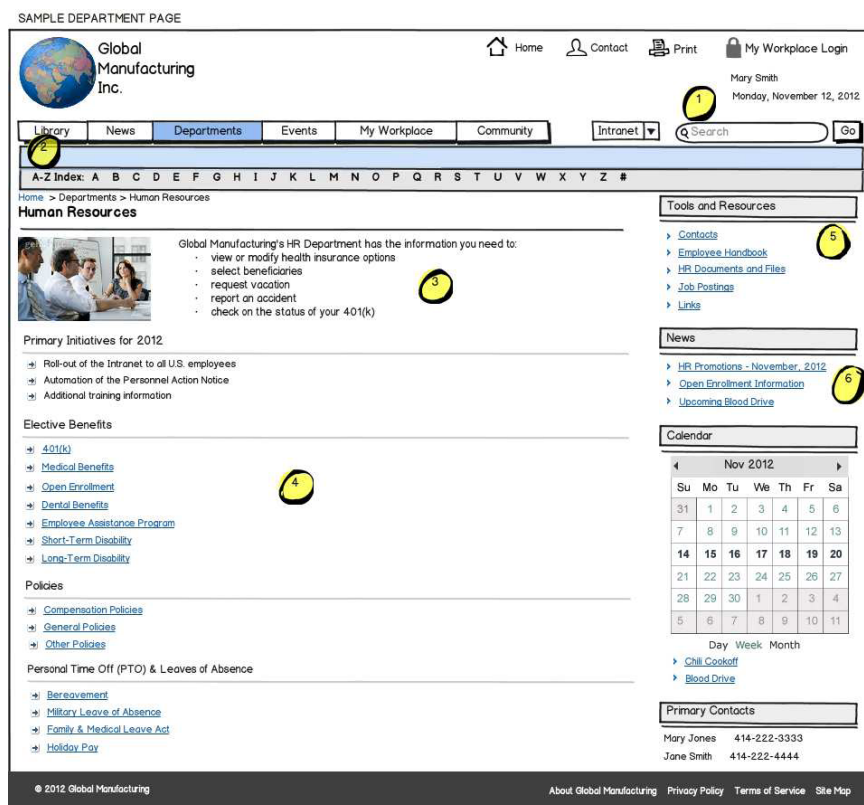 SAMPLE DEPARTMENT PAGE
Global
Manufacturing
Inc.
Home Contact Print My Workplace Login
Mary Smith
Monday, November 12, 2012
1
Library News Departments Events My Workplace Community Intranet Search Go
2
A-Z Index: A B C D E F G H I J K L M N O P Q R S T U V W X Y Z #
Home > Departments > Human Resources
Human Resources
Global Manufacturing's HR Department has the information you need to:
· view or modify health insurance options
· select beneficiaries
· request vacation
· report an accident
· check on the status of your 401(k)
3
Primary Initiatives for 2012
Roll-out of the Intranet to all U.S. employees
Automation of the Personnel Action Notice
Additional training information
Elective Benefits
401(k)
Medical Benefits
Open Enrollment
Dental Benefits
Employee Assistance Program
Short-Term Disability
Long-Term Disability
4
Policies
Compensation Policies
General Policies
Other Policies
Personal Time Off (PTO) & Leaves of Absence
Bereavement
Military Leave of Absence
Family & Medical Leave Act
Holiday Pay
Tools and Resources
Contacts
Employee Handbook
HR Documents and Files
Job Postings
Links
5
News
HR Promotions - November, 2012
Open Enrollment Information
Upcoming Blood Drive
6
Calendar
Nov 2012
Su Mo Tu We Th Fr Sa
31 1 2 3 4 5 6
7 8 9 10 11 12 13
14 15 16 17 18 19 20
21 22 23 24 25 26 27
28 29 30 1 2 3 4
5 6 7 8 9 10 11
Day Week Month
Chili Cookoff
Blood Drive
Primary Contacts
Mary Jones 414-222-3333
Jane Smith 414-222-4444
© 2012 Global Manufacturing About Global Manufacturing Privacy Policy Terms of Service Site Map